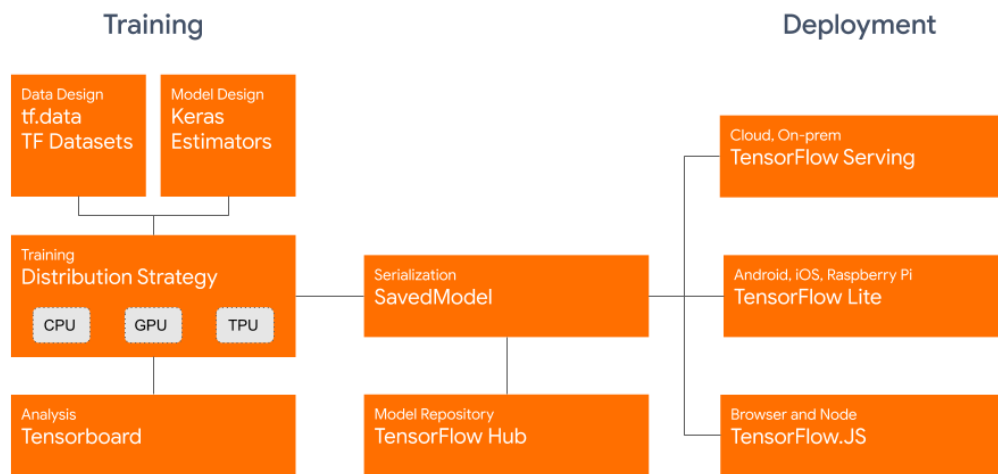 Training
Deployment
Data Design
tf.data
TF Datasets
Model Design
Keras
Estimators
Training
Distribution Strategy
CPU
GPU
TPU
Analysis
Tensorboard
Serialization
SavedModel
Model Repository
TensorFlow Hub
Cloud, On-prem
TensorFlow Serving
Android, iOS, Raspberry Pi
TensorFlow Lite
Browser and Node
TensorFlow.JS